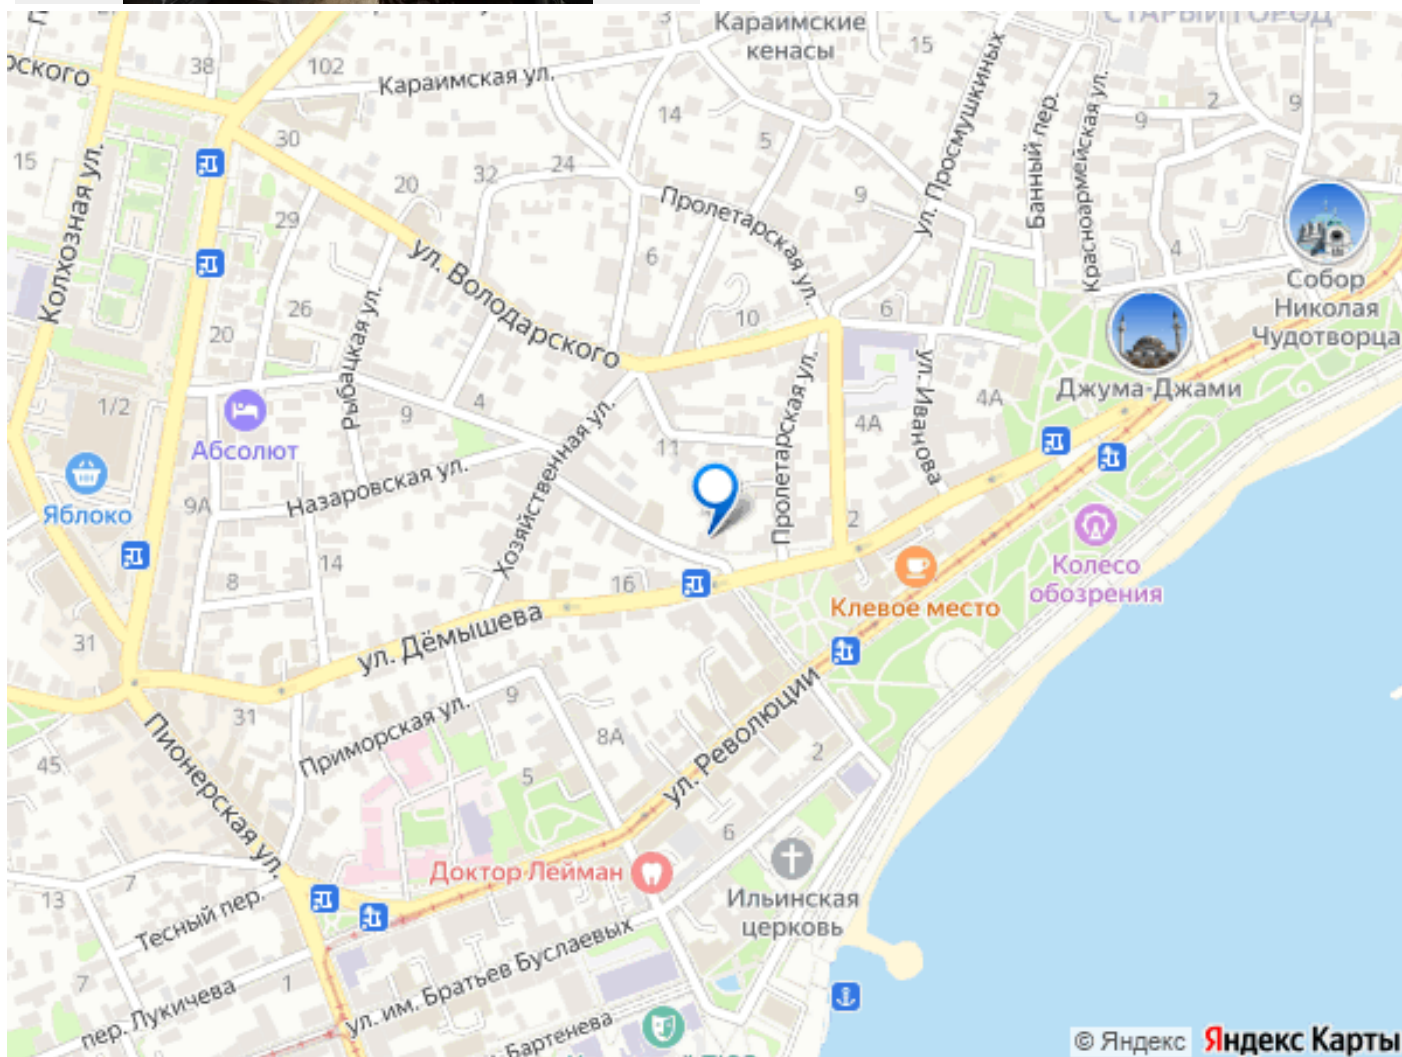 СТАРЫЙ ГОРОД
Караимские
кенасы
15
38
102
Караимская ул.
рского
14
5
2
9
9
30
15
Колхозная ул.
20
32
24
Пролетарская ул.
9
ул. Просмушкиных
Банный пер.
Красноармейская ул.
29
6
4
Собор
Николая
Чудотворца
ул. Володарского
26
20
Рыбацкая ул.
10
6
Джума-Джами
1/2
Абсолют
9
4
11
Пролетарская ул.
4А
ул. Иванова
4А
Яблоко
9А
Назаровская ул.
Хозяйственная ул.
2
14
8
16
Клевое место
Колесо
обозрения
31
ул. Дёмышева
31
Приморская ул.
9
8А
ул. Революции
2
45
Пионерская ул.
5
6
7
13
Доктор Лейман
Ильинская
церковь
Тесный пер.
7
1
пер. Лукичева
ул. им. Братьев Буслаевых
Бартенева
© Яндекс Яндекс Карты